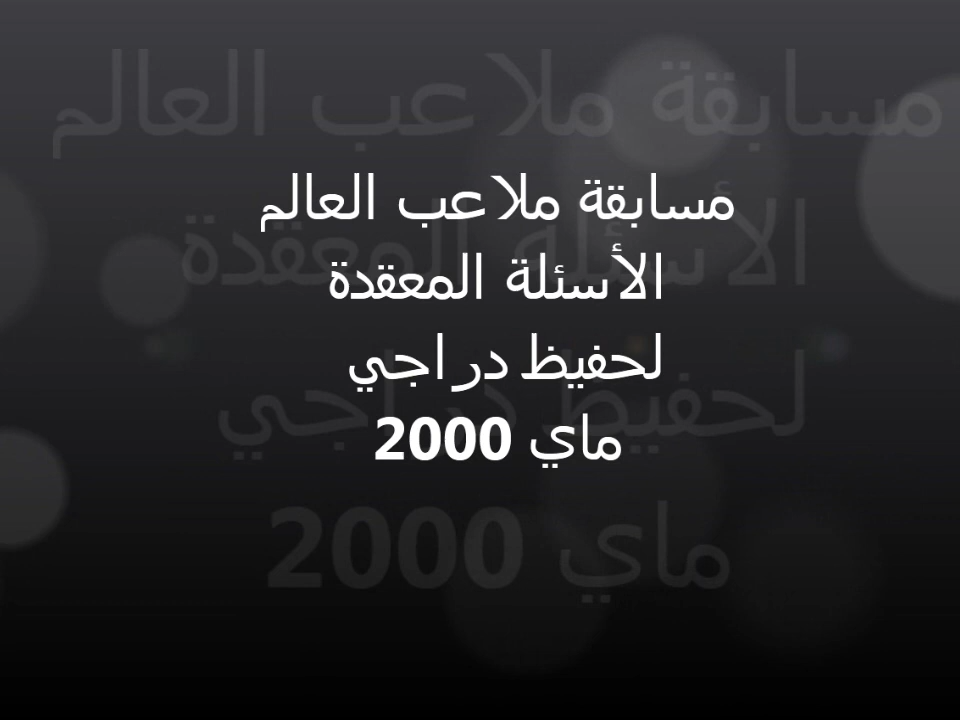 مسابقة ملاعب العالم
الأسئلة المعقدة
لحفيظ دراجي
ماي 2000